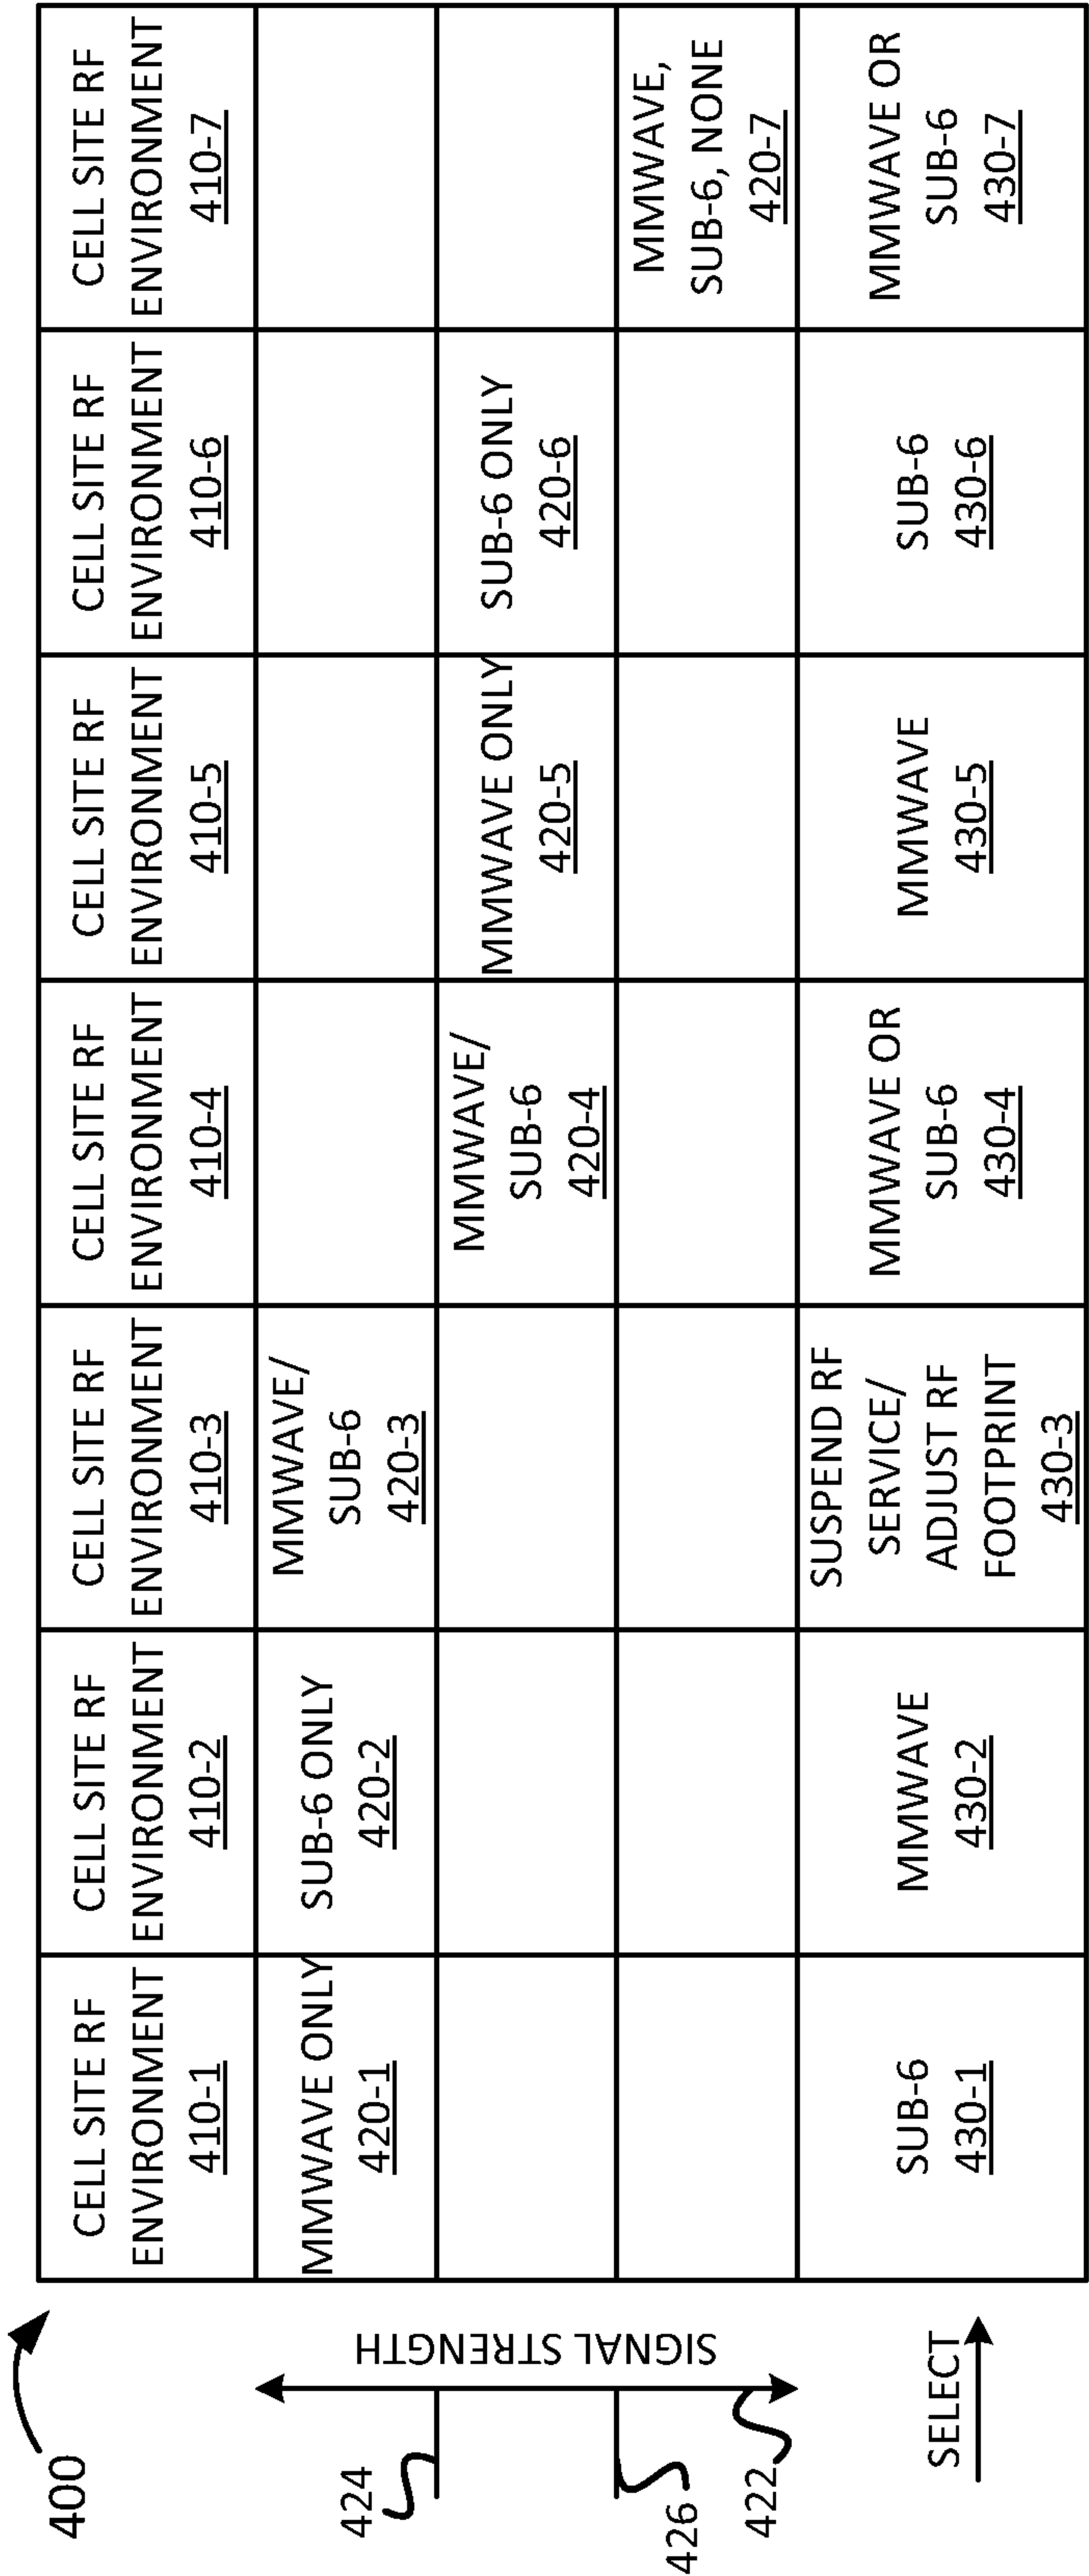 400
CELL SITE RF
ENVIRONMENT
410-1
CELL SITE RF
ENVIRONMENT
410-2
CELL SITE RF
ENVIRONMENT
410-3
CELL SITE RF
ENVIRONMENT
410-4
CELL SITE RF
ENVIRONMENT
410-5
CELL SITE RF
ENVIRONMENT
410-6
CELL SITE RF
ENVIRONMENT
410-7
424
426
422
SIGNAL STRENGTH
MMWAVE ONLY
420-1
SUB-6 ONLY
420-2
MMWAVE/
SUB-6
420-3
MMWAVE/
SUB-6
420-4
MMWAVE ONLY
420-5
SUB-6 ONLY
420-6
MMWAVE,
SUB-6, NONE
420-7
SELECT
SUB-6
430-1
MMWAVE
430-2
SUSPEND RF
SERVICE/
ADJUST RF
FOOTPRINT
430-3
MMWAVE OR
SUB-6
430-4
MMWAVE
430-5
SUB-6
430-6
MMWAVE OR
SUB-6
430-7